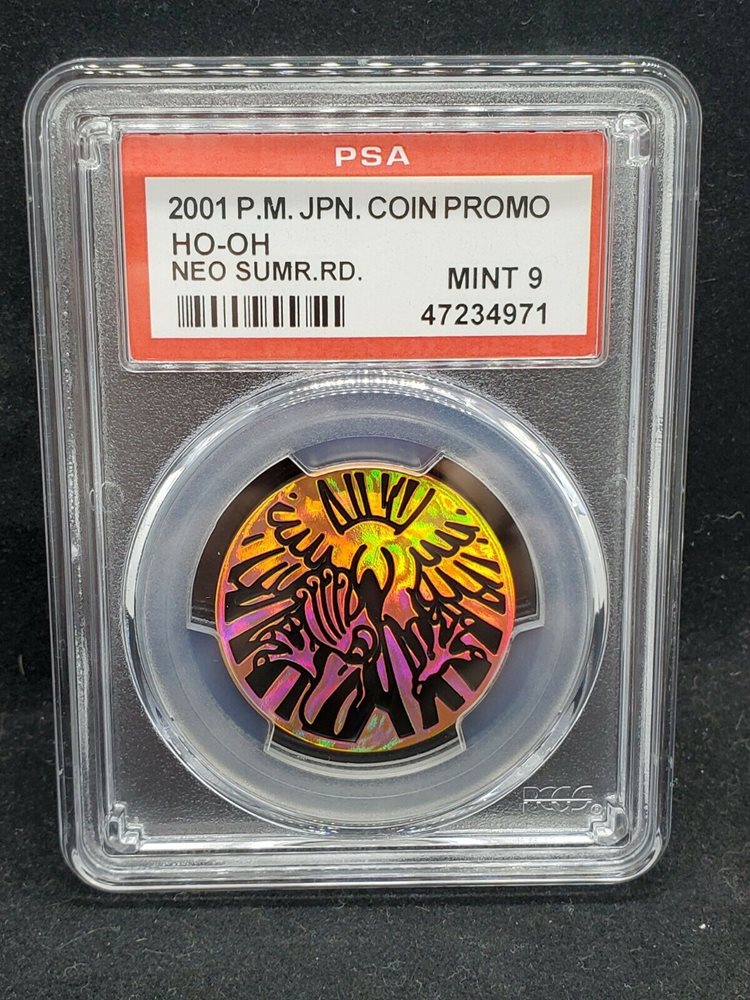 PSA
2001 P.M. JPN. COIN PROMO
HO-OH
NEO SUMR.RD. MINT 9
47234971
PCGS